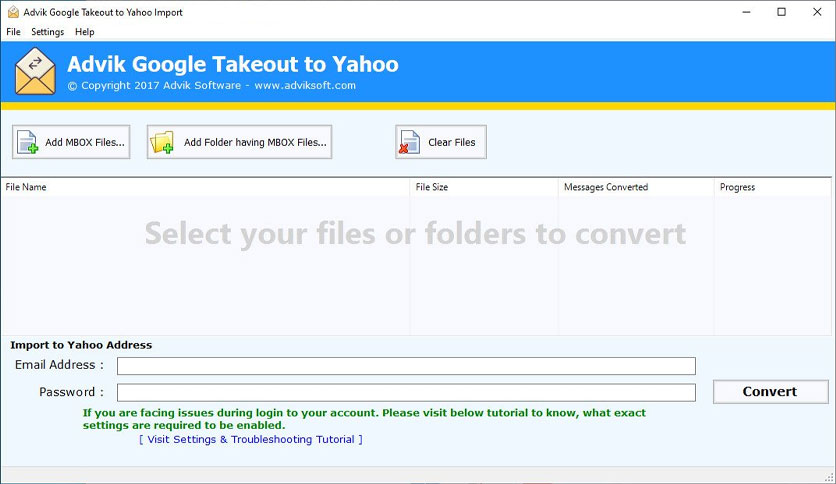 Advik Google Takeout to Yahoo Import
File Settings Help
Advik Google Takeout to Yahoo
© Copyright 2017 Advik Software - www.adviksoft.com
Add MBOX Files... Add Folder having MBOX Files... Clear Files
File Name File Size Messages Converted Progress
Select your files or folders to convert
Import to Yahoo Address
Email Address :
Password : Convert
If you are facing issues during login to your account. Please visit below tutorial to know, what exact
settings are required to be enabled.
[ Visit Settings & Troubleshooting Tutorial ]